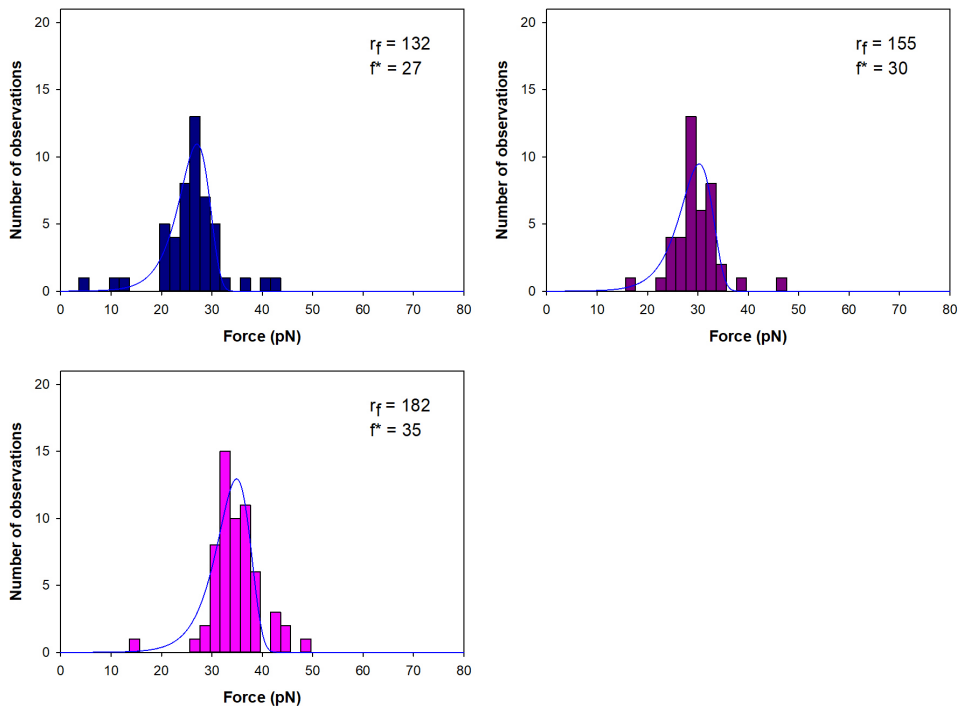 Number of observations
20
15
10
5
0
r_f = 132
f* = 27
0 10 20 30 40 50 60 70 80
Force (pN)
Number of observations
20
15
10
5
0
r_f = 155
f* = 30
0 10 20 30 40 50 60 70 80
Force (pN)
Number of observations
20
15
10
5
0
r_f = 182
f* = 35
0 10 20 30 40 50 60 70 80
Force (pN)